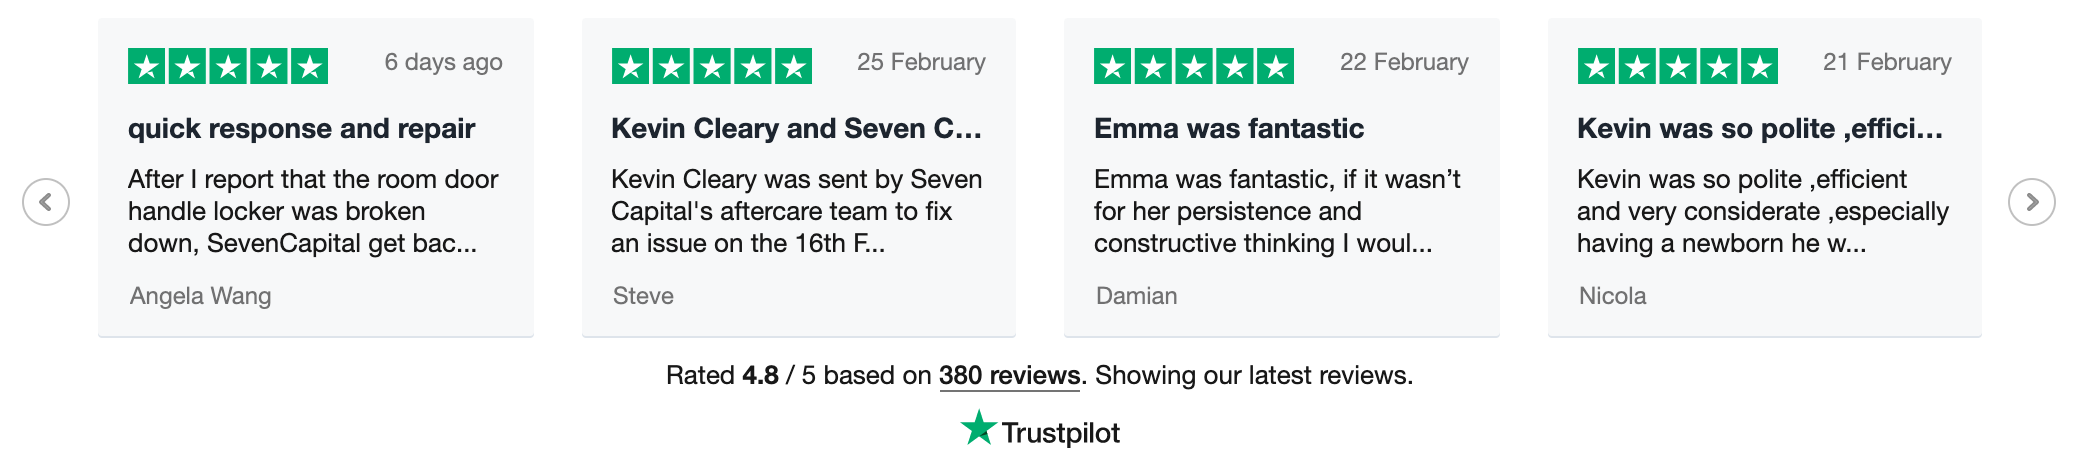 6 days ago
quick response and repair
After I report that the room door
handle locker was broken
down, SevenCapital get bac...
Angela Wang
25 February
Kevin Cleary and Seven C...
Kevin Cleary was sent by Seven
Capital's aftercare team to fix
an issue on the 16th F...
Steve
22 February
Emma was fantastic
Emma was fantastic, if it wasn’t
for her persistence and
constructive thinking I woul...
Damian
21 February
Kevin was so polite ,effici...
Kevin was so polite ,efficient
and very considerate ,especially
having a newborn he w...
Nicola
Rated 4.8 / 5 based on 380 reviews. Showing our latest reviews.
Trustpilot